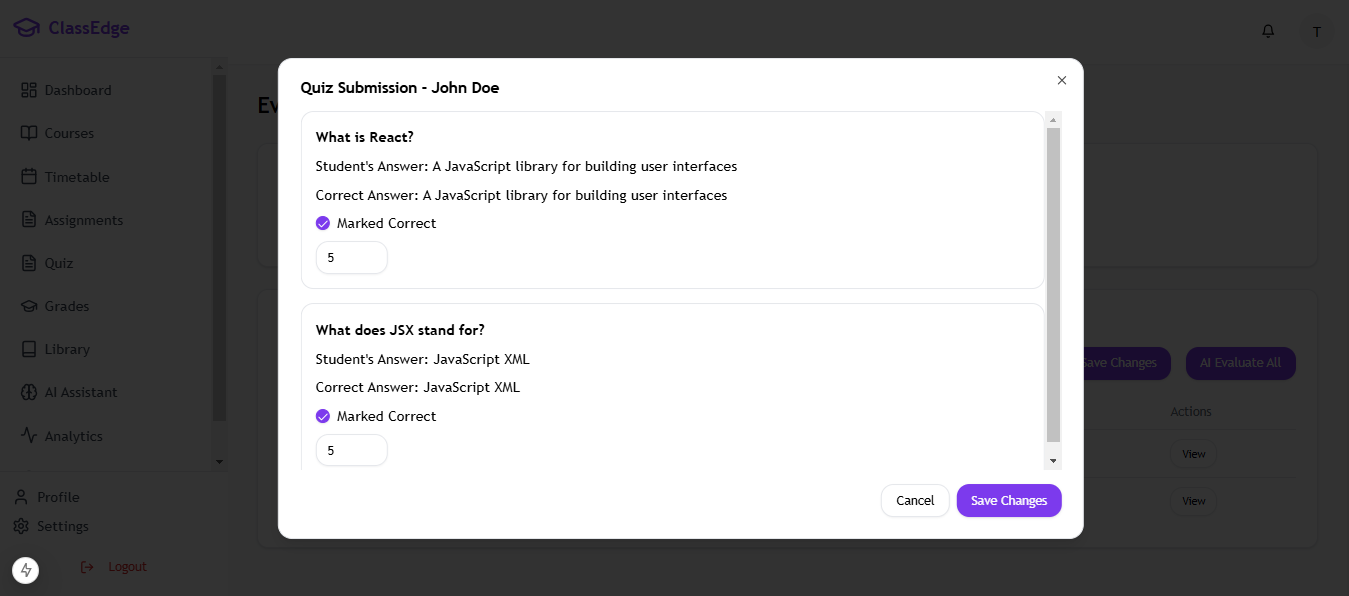 ClassEdge
T
Dashboard
Courses
Timetable
Assignments
Quiz
Grades
Library
AI Assistant
Analytics
Profile
Settings
Logout
Ev
Quiz Submission - John Doe
What is React?
Student's Answer: A JavaScript library for building user interfaces
Correct Answer: A JavaScript library for building user interfaces
Marked Correct
5
What does JSX stand for?
Student's Answer: JavaScript XML
Correct Answer: JavaScript XML
Marked Correct
5
Cancel
Save Changes
Save Changes
AI Evaluate All
Actions
View
View